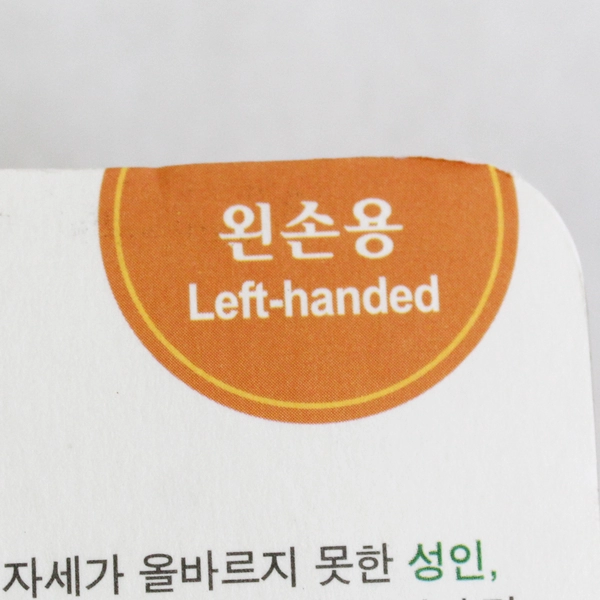 왼손용
Left-handed
자세가 올바르지 못한 성인,